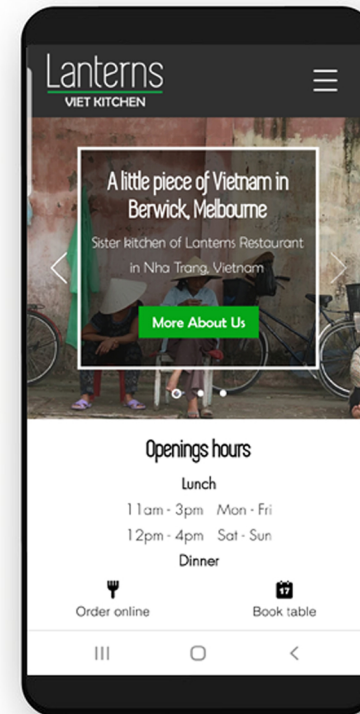 Lanterns
VIET KITCHEN
A little piece of Vietnam in
Berwick, Melbourne
Sister kitchen of Lanterns Restaurant
in Nha Trang, Vietnam
More About Us
Openings hours
Lunch
11am - 3pm Mon - Fri
12pm - 4pm Sat - Sun
Dinner
17
Order online Book table